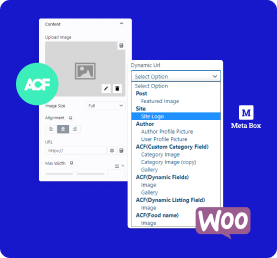 Content
Upload Image
Image Size
Full
Alignment
URL
https://
Max Width
ACF
Dynamic Url
Select Option
Select Option
Post
Featured Image
Site
Site Logo
Author
Author Profile Picture
User Profile Picture
ACF(Custom Category Field)
Category Image
Category Image (copy)
Gallery
ACF(Dynamic Fields)
Image
Gallery
ACF(Dynamic Listing Field)
Image
Gallery
ACF(Food name)
Image
M
Meta Box
WOO